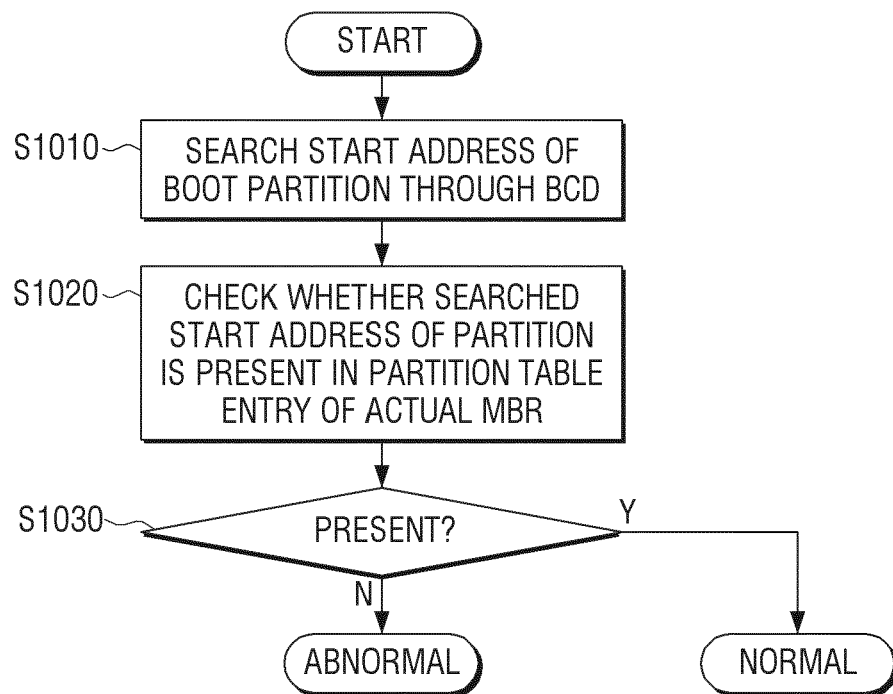 START
S1010
SEARCH START ADDRESS OF
BOOT PARTITION THROUGH BCD
S1020
CHECK WHETHER SEARCHED
START ADDRESS OF PARTITION
IS PRESENT IN PARTITION TABLE
ENTRY OF ACTUAL MBR
S1030
PRESENT?
Y
N
ABNORMAL
NORMAL